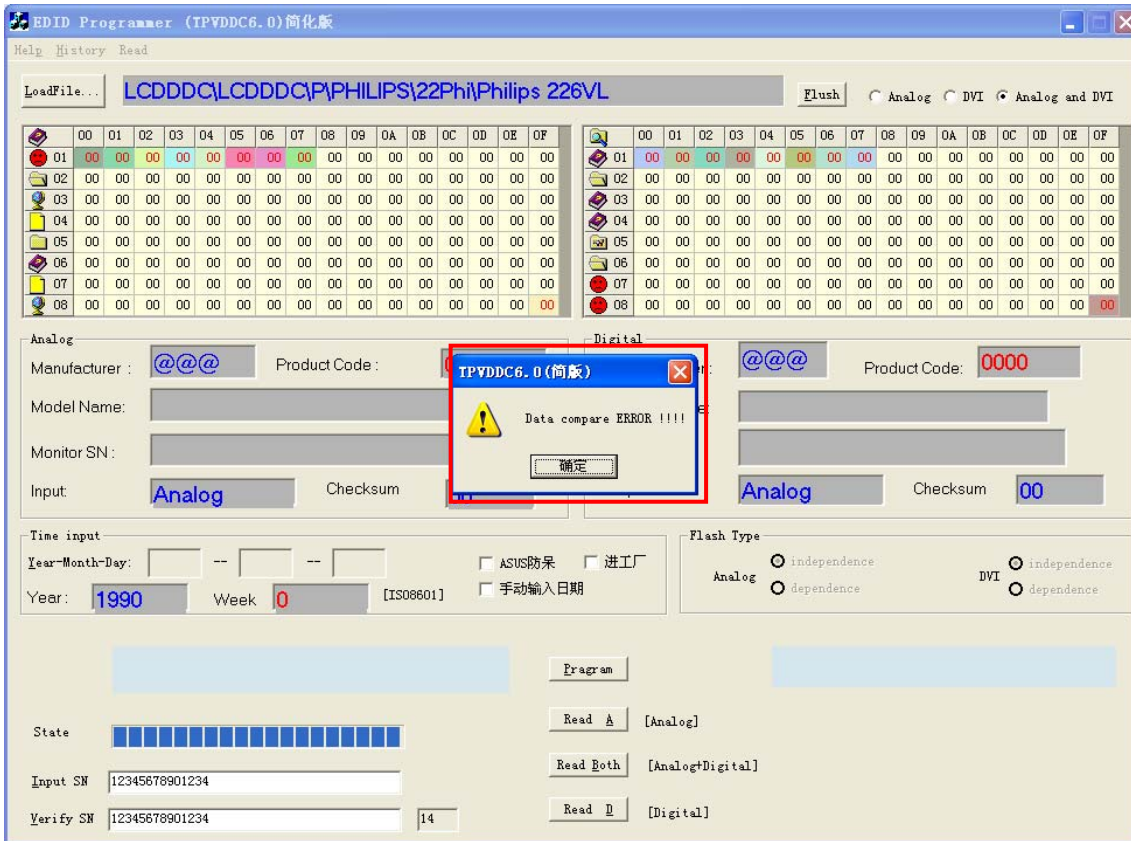 EDID Programmer (TPVDDC6.0)简化版
Help History Read
LoadFile... LCDDDC\LCDDDC\P\PHILIPS\22Phi\Philips 226VL Flush Analog DVI Analog and DVI
00 01 02 03 04 05 06 07 08 09 0A 0B 0C 0D 0E 0F 00 01 02 03 04 05 06 07 08 09 0A 0B 0C 0D 0E 0F
01 00 00 00 00 00 00 00 00 00 00 00 00 00 00 00 00 01 00 00 00 00 00 00 00 00 00 00 00 00 00 00 00 00
02 00 00 00 00 00 00 00 00 00 00 00 00 00 00 00 00 02 00 00 00 00 00 00 00 00 00 00 00 00 00 00 00 00
03 00 00 00 00 00 00 00 00 00 00 00 00 00 00 00 00 03 00 00 00 00 00 00 00 00 00 00 00 00 00 00 00 00
04 00 00 00 00 00 00 00 00 00 00 00 00 00 00 00 00 04 00 00 00 00 00 00 00 00 00 00 00 00 00 00 00 00
05 00 00 00 00 00 00 00 00 00 00 00 00 00 00 00 00 05 00 00 00 00 00 00 00 00 00 00 00 00 00 00 00 00
06 00 00 00 00 00 00 00 00 00 00 00 00 00 00 00 00 06 00 00 00 00 00 00 00 00 00 00 00 00 00 00 00 00
07 00 00 00 00 00 00 00 00 00 00 00 00 00 00 00 00 07 00 00 00 00 00 00 00 00 00 00 00 00 00 00 00 00
08 00 00 00 00 00 00 00 00 00 00 00 00 00 00 00 00 08 00 00 00 00 00 00 00 00 00 00 00 00 00 00 00 00
Analog Digital
Manufacturer : @@@ Product Code : @@@ Product Code: 0000
TPVDDC6.0(简版)
Model Name:
Data compare ERROR !!!!
Monitor SN :
确定
Input: Analog Checksum Analog Checksum 00
Time input Flash Type
Year-Month-Day: -- -- ASUS防呆 进工厂 Analog independence DVI independence
Year: 1990 Week 0 [ISO8601] 手动输入日期 dependence dependence
Pragram
Read A [Analog]
State
Read Both [Analog+Digital]
Input SN 12345678901234
Read D [Digital]
Verify SN 12345678901234 14